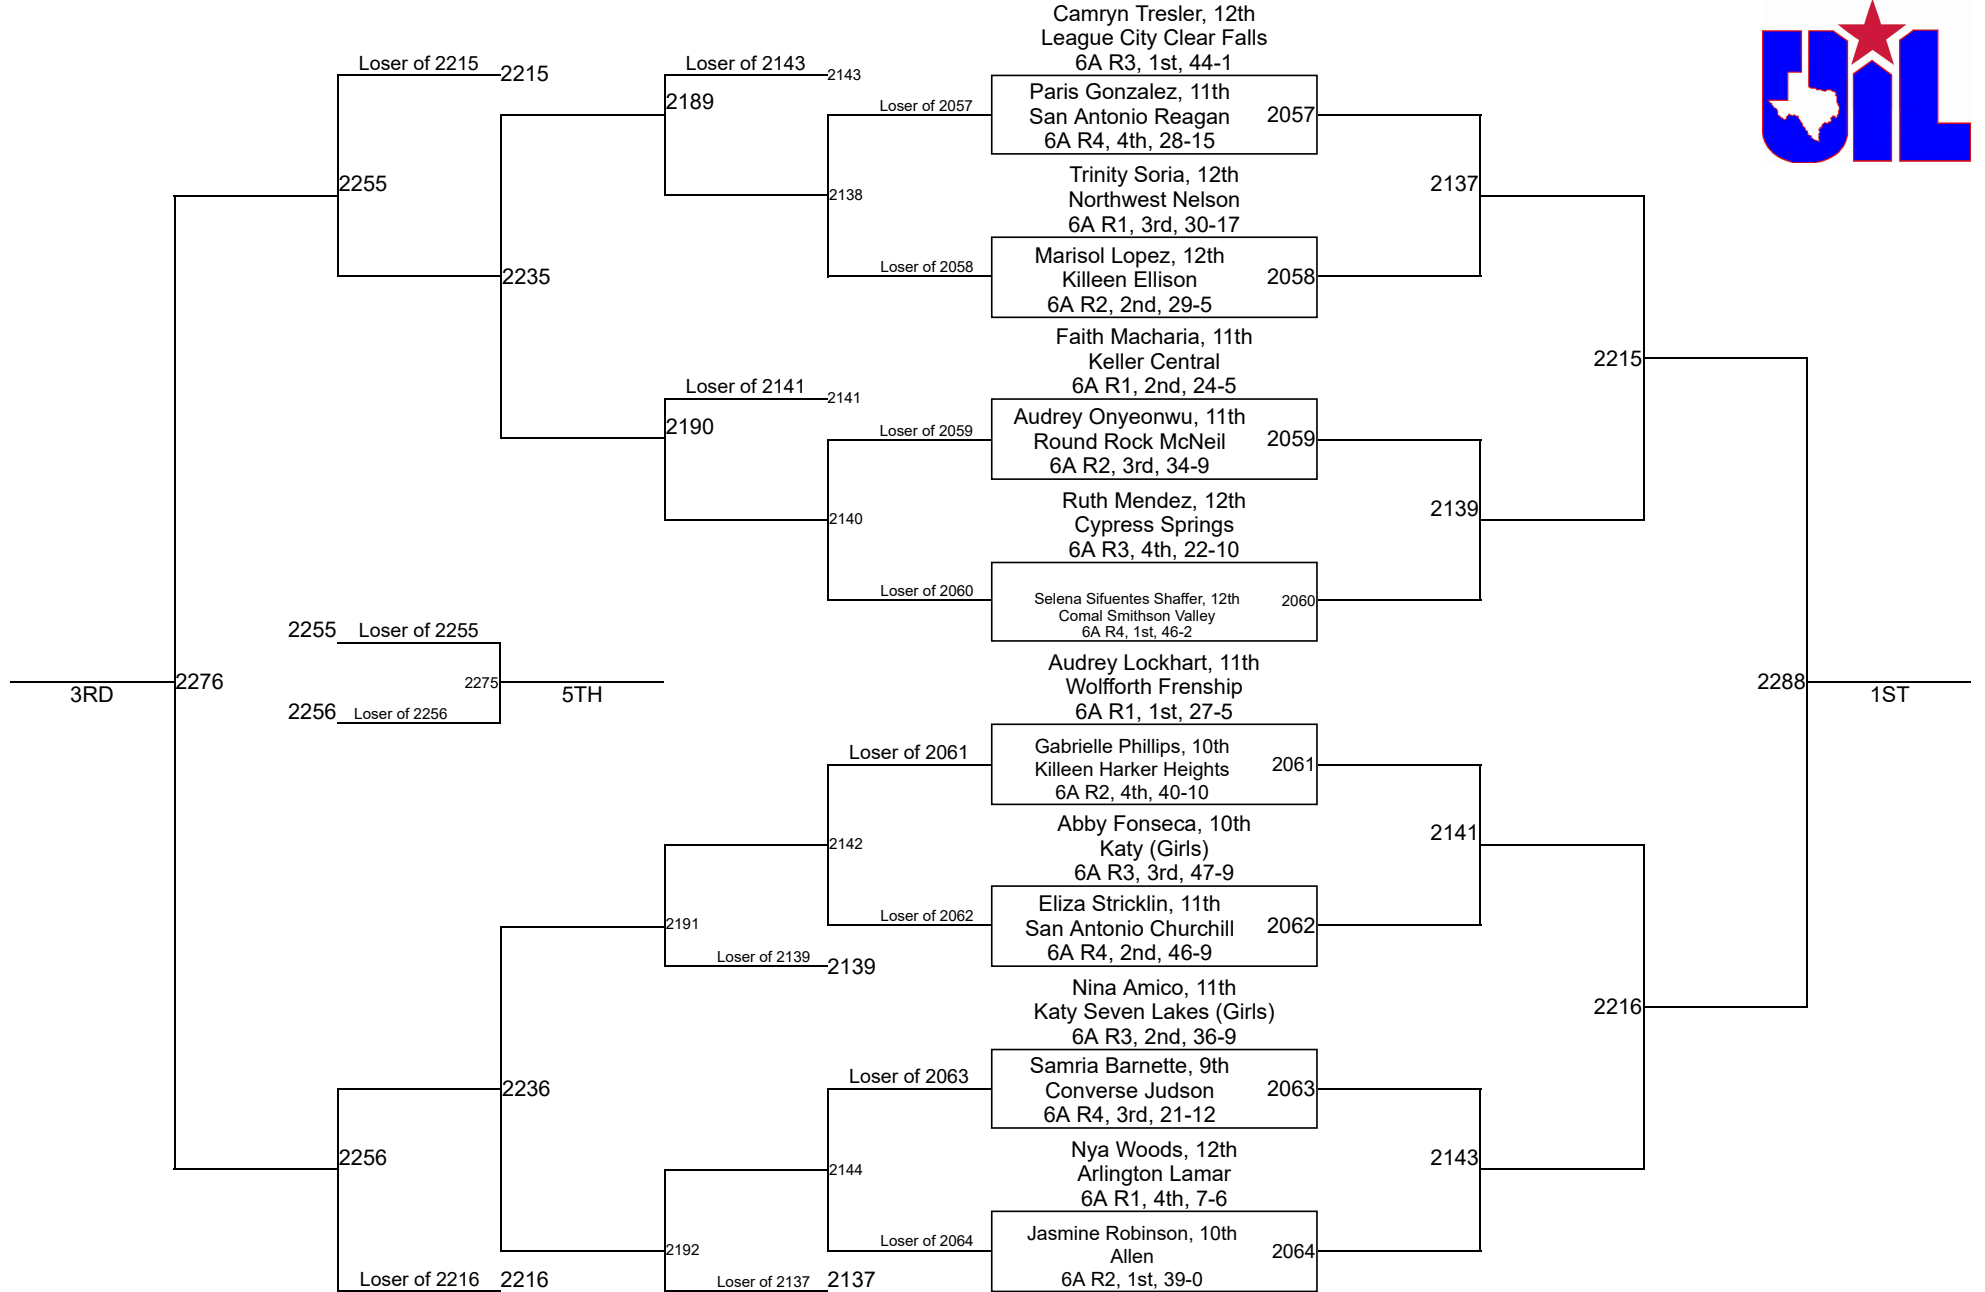 Camryn Tresler, 12th
League City Clear Falls
6A R3, 1st, 44-1
UIL
Loser of 2215
2215
Loser of 2143
2143
2189
Loser of 2057
Paris Gonzalez, 11th
San Antonio Reagan
6A R4, 4th, 28-15
2057
Trinity Soria, 12th
Northwest Nelson
6A R1, 3rd, 30-17
2255
2138
2137
Loser of 2058
Marisol Lopez, 12th
Killeen Ellison
6A R2, 2nd, 29-5
2058
2235
Faith Macharia, 11th
Keller Central
6A R1, 2nd, 24-5
2215
Loser of 2141
2141
2190
Loser of 2059
Audrey Onyeonwu, 11th
Round Rock McNeil
6A R2, 3rd, 34-9
2059
Ruth Mendez, 12th
Cypress Springs
6A R3, 4th, 22-10
2140
2139
Loser of 2060
Selena Sifuentes Shaffer, 12th
Comal Smithson Valley
6A R4, 1st, 46-2
2060
2255
Loser of 2255
Audrey Lockhart, 11th
Wolfforth Frenship
6A R1, 1st, 27-5
3RD
2276
2275
5TH
2288
1ST
2256
Loser of 2256
Loser of 2061
Gabrielle Phillips, 10th
Killeen Harker Heights
6A R2, 4th, 40-10
2061
Abby Fonseca, 10th
Katy (Girls)
6A R3, 3rd, 47-9
2142
2141
Loser of 2062
Eliza Stricklin, 11th
San Antonio Churchill
6A R4, 2nd, 46-9
2062
2191
Loser of 2139
2139
Nina Amico, 11th
Katy Seven Lakes (Girls)
6A R3, 2nd, 36-9
2216
Loser of 2063
Samria Barnette, 9th
Converse Judson
6A R4, 3rd, 21-12
2063
2236
Nya Woods, 12th
Arlington Lamar
6A R1, 4th, 7-6
2256
2144
2143
Loser of 2064
Jasmine Robinson, 10th
Allen
6A R2, 1st, 39-0
2064
2192
Loser of 2216
2216
Loser of 2137
2137